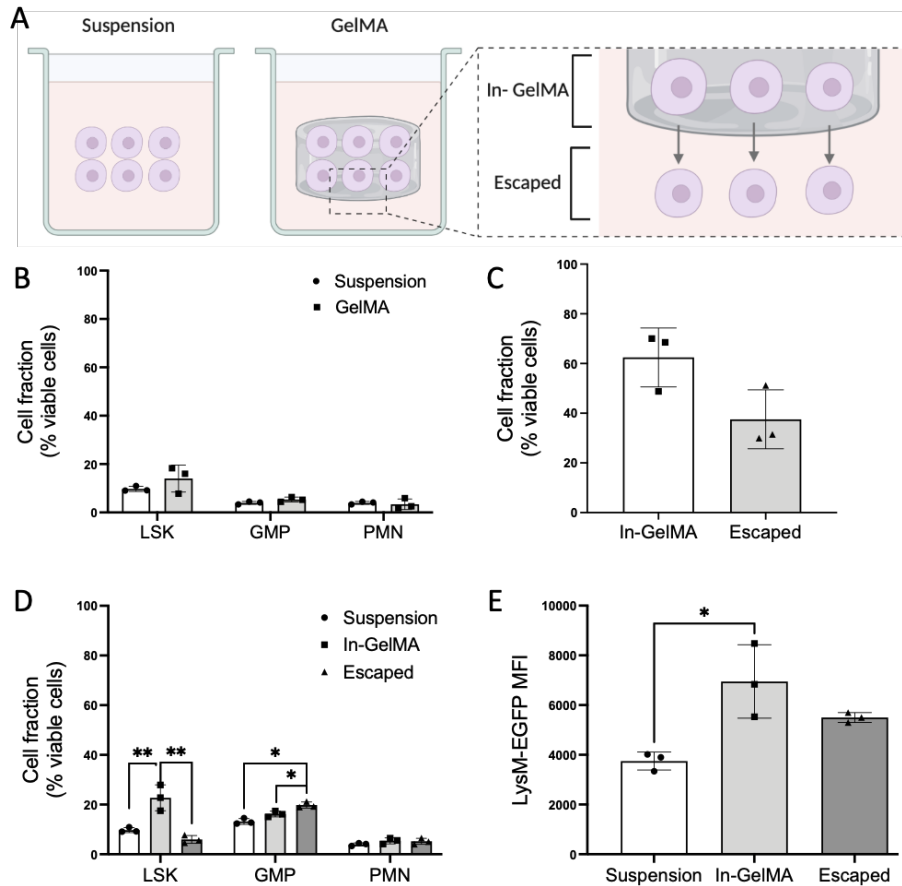 A
Suspension
GelMA
In- GelMA
Escaped
B
Cell fraction
(% viable cells)
100
80
60
40
20
0
Suspension
GelMA
LSK
GMP
PMN
C
Cell fraction
(% viable cells)
100
80
60
40
20
0
In-GelMA
Escaped
D
Cell fraction
(% viable cells)
100
80
60
40
20
0
Suspension
In-GelMA
Escaped
**
**
*
*
LSK
GMP
PMN
E
LysM-EGFP MFI
10000
8000
6000
4000
2000
0
*
Suspension
In-GelMA
Escaped